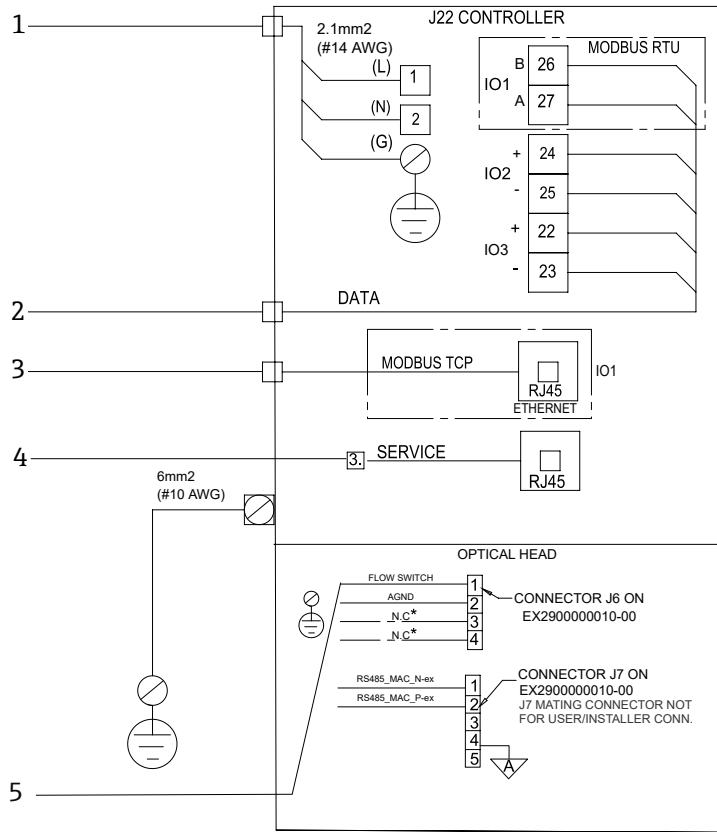 J22 CONTROLLER
1
2.1mm2
(#14 AWG)
(L)
1
(N)
2
(G)
MODBUS RTU
IO1
B
26
A
27
IO2
+
24
-
25
IO3
+
22
-
23
2
DATA
3
MODBUS TCP
RJ45
ETHERNET
IO1
4
3.
SERVICE
RJ45
6mm2
(#10 AWG)
OPTICAL HEAD
FLOW SWITCH
1
AGND
2
N.C*
3
N.C*
4
CONNECTOR J6 ON
EX2900000010-00
RS485_MAC_N-ex
1
RS485_MAC_P-ex
2
3
4
5
CONNECTOR J7 ON
EX2900000010-00
J7 MATING CONNECTOR NOT
FOR USER/INSTALLER CONN.
A
5